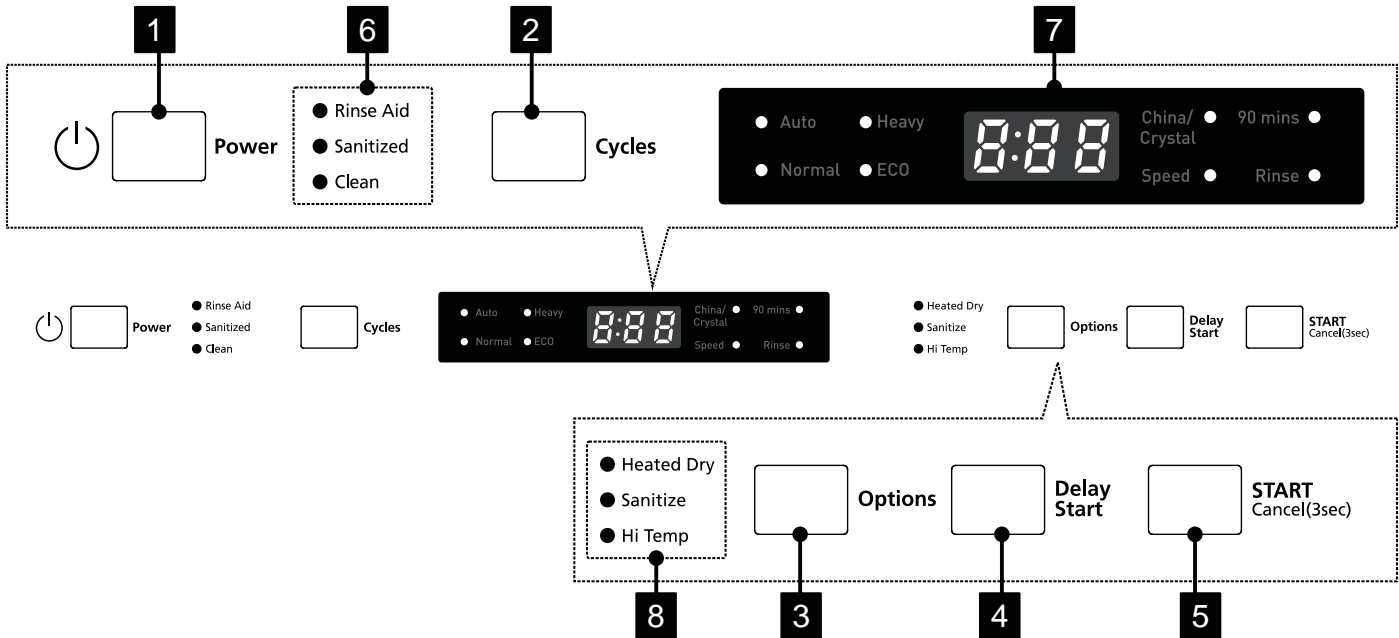 1
6
2
7
Power
Rinse Aid
Sanitized
Clean
Cycles
Auto
Heavy
Normal
ECO
8:88
China/
Crystal
90 mins
Speed
Rinse
Power
Rinse Aid
Sanitized
Clean
Cycles
Auto
Heavy
Normal
ECO
8:88
China/
Crystal
90 mins
Speed
Rinse
Heated Dry
Sanitize
Hi Temp
Options
Delay
Start
START
Cancel(3sec)
Heated Dry
Sanitize
Hi Temp
Options
Delay
Start
START
Cancel(3sec)
8
3
4
5